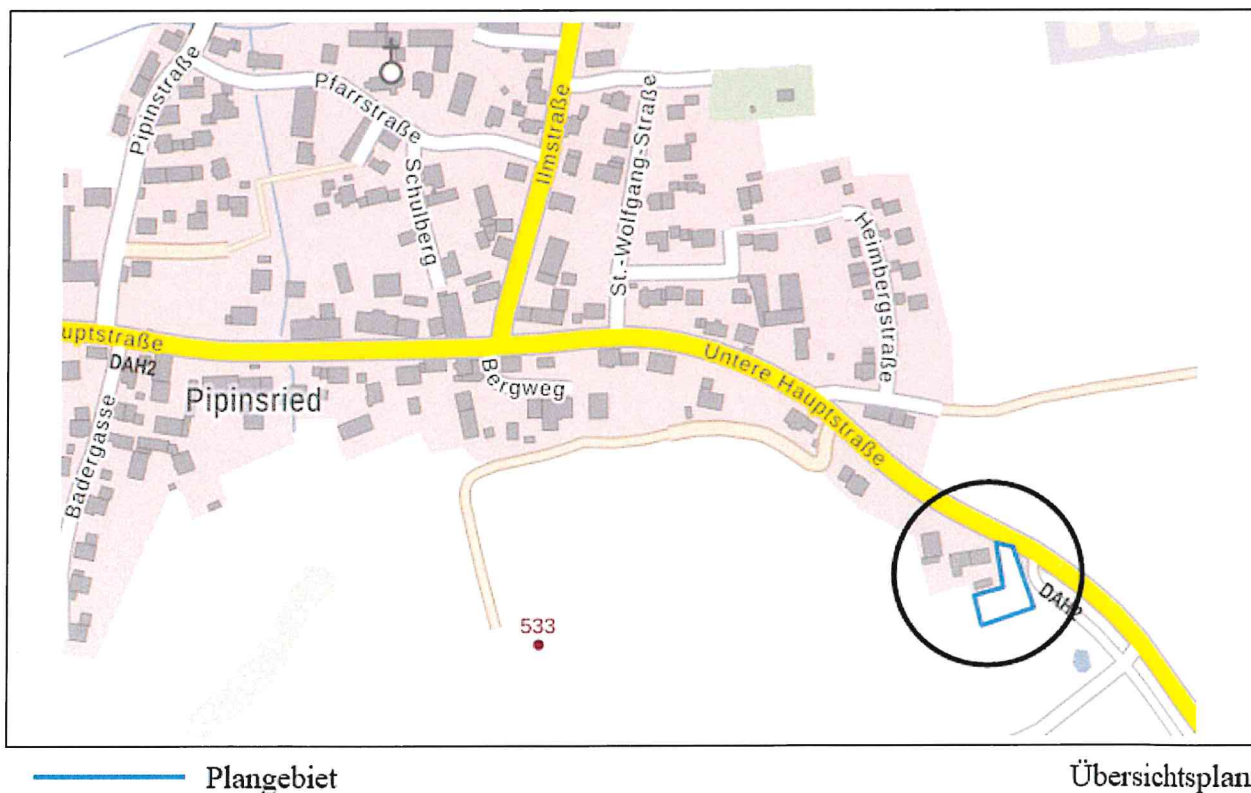 Pipinstraße
Pfarrstraße
Schulberg
Ilmstraße
St.-Wolfgang-Straße
Heimbergstraße
uptstraße
DAH2
Pipinsried
Bergweg
Untere Hauptstraße
Badergasse
533
DAH2
Plangebiet
Übersichtsplan